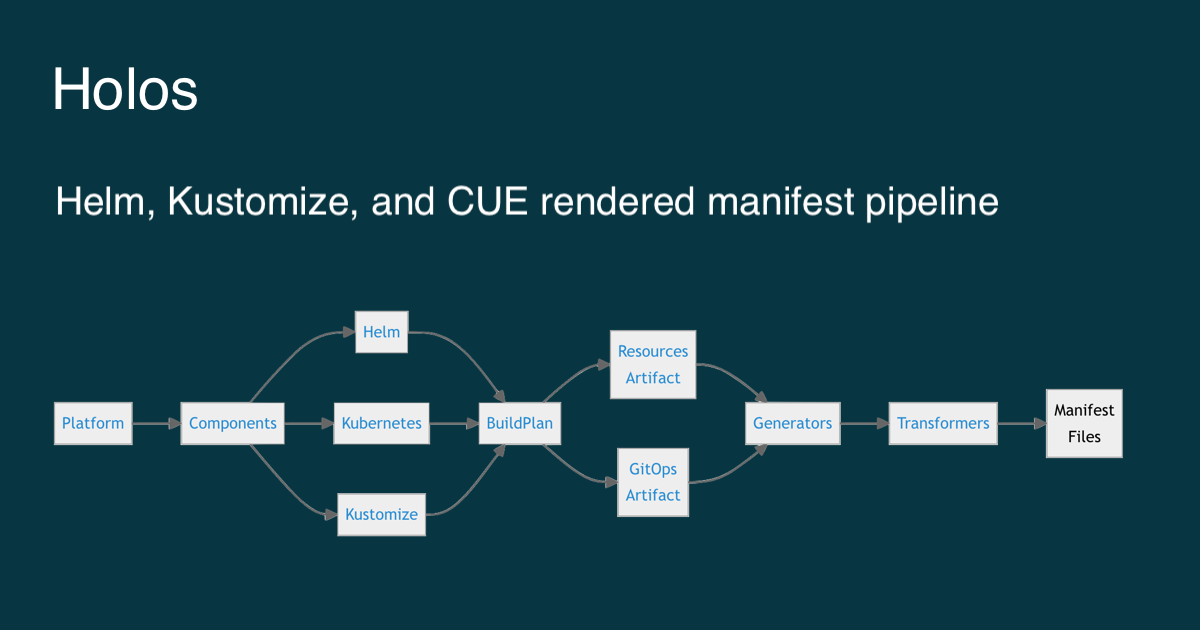 Holos
Helm, Kustomize, and CUE rendered manifest pipeline
Platform
Components
Helm
Kubernetes
Kustomize
BuildPlan
Resources
Artifact
GitOps
Artifact
Generators
Transformers
Manifest
Files